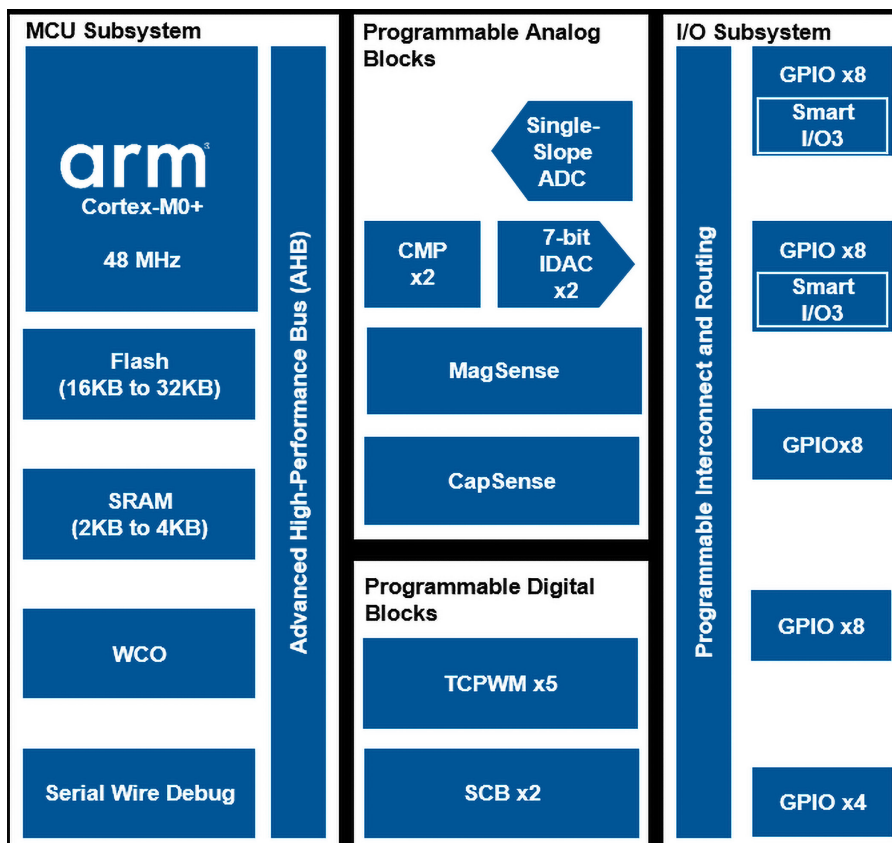 MCU Subsystem
arm
Cortex-M0+
48 MHz
Flash
(16KB to 32KB)
SRAM
(2KB to 4KB)
WCO
Serial Wire Debug
Advanced High-Performance Bus (AHB)
Programmable Analog
Blocks
Single-
Slope
ADC
CMP
x2
7-bit
IDAC
x2
MagSense
CapSense
Programmable Digital
Blocks
TCPWM x5
SCB x2
I/O Subsystem
Programmable Interconnect and Routing
GPIO x8
Smart
I/O3
GPIO x8
Smart
I/O3
GPIOx8
GPIO x8
GPIO x4